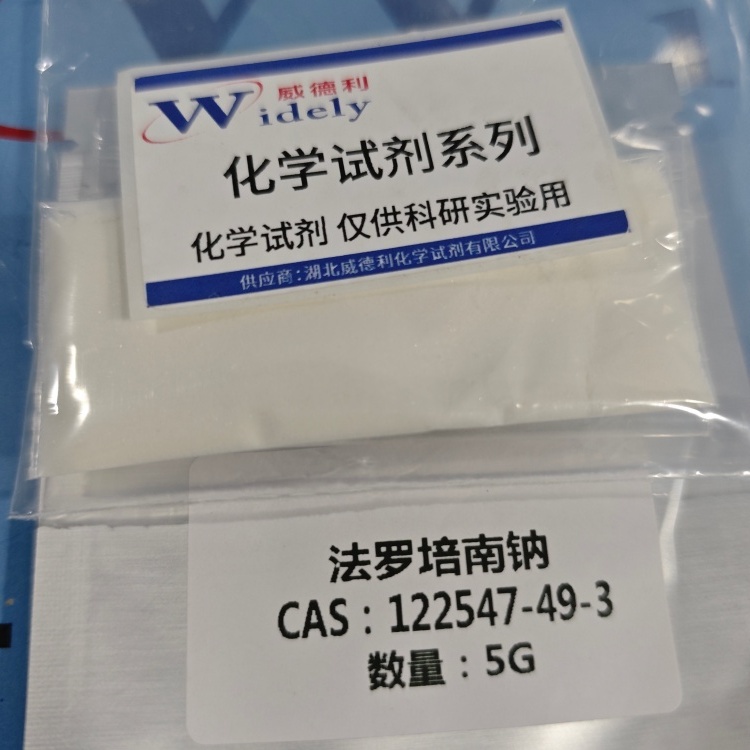 威德利
Widely
化学试剂系列
化学试剂 仅供科研实验用
供应商:湖北威德利化学试剂有限公司
法罗培南钠
CAS:122547-49-3
数量:5G